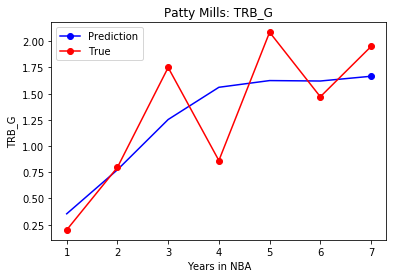 Patty Mills: TRB_G
Prediction
True
TRB_G
2.00
1.75
1.50
1.25
1.00
0.75
0.50
0.25
1 2 3 4 5 6 7
Years in NBA